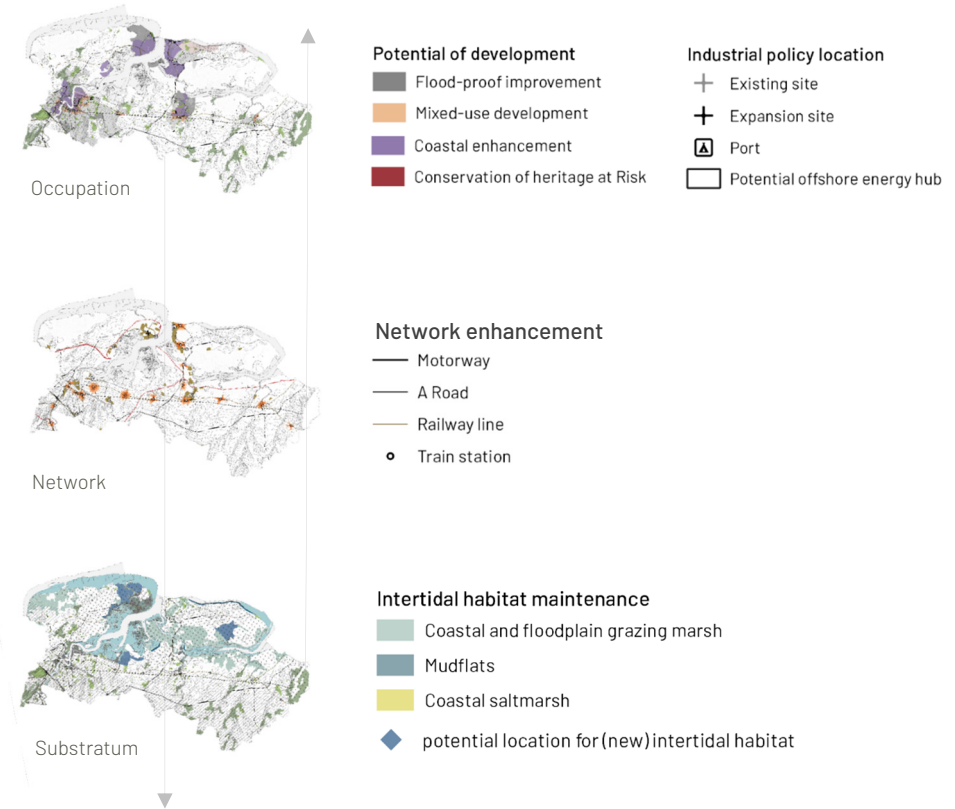 Potential of development
Flood-proof improvement
Mixed-use development
Coastal enhancement
Conservation of heritage at Risk
Industrial policy location
Existing site
Expansion site
Port
Potential offshore energy hub
Occupation
Network enhancement
Motorway
A Road
Railway line
Train station
Network
Intertidal habitat maintenance
Coastal and floodplain grazing marsh
Mudflats
Coastal saltmarsh
potential location for (new) intertidal habitat
Substratum